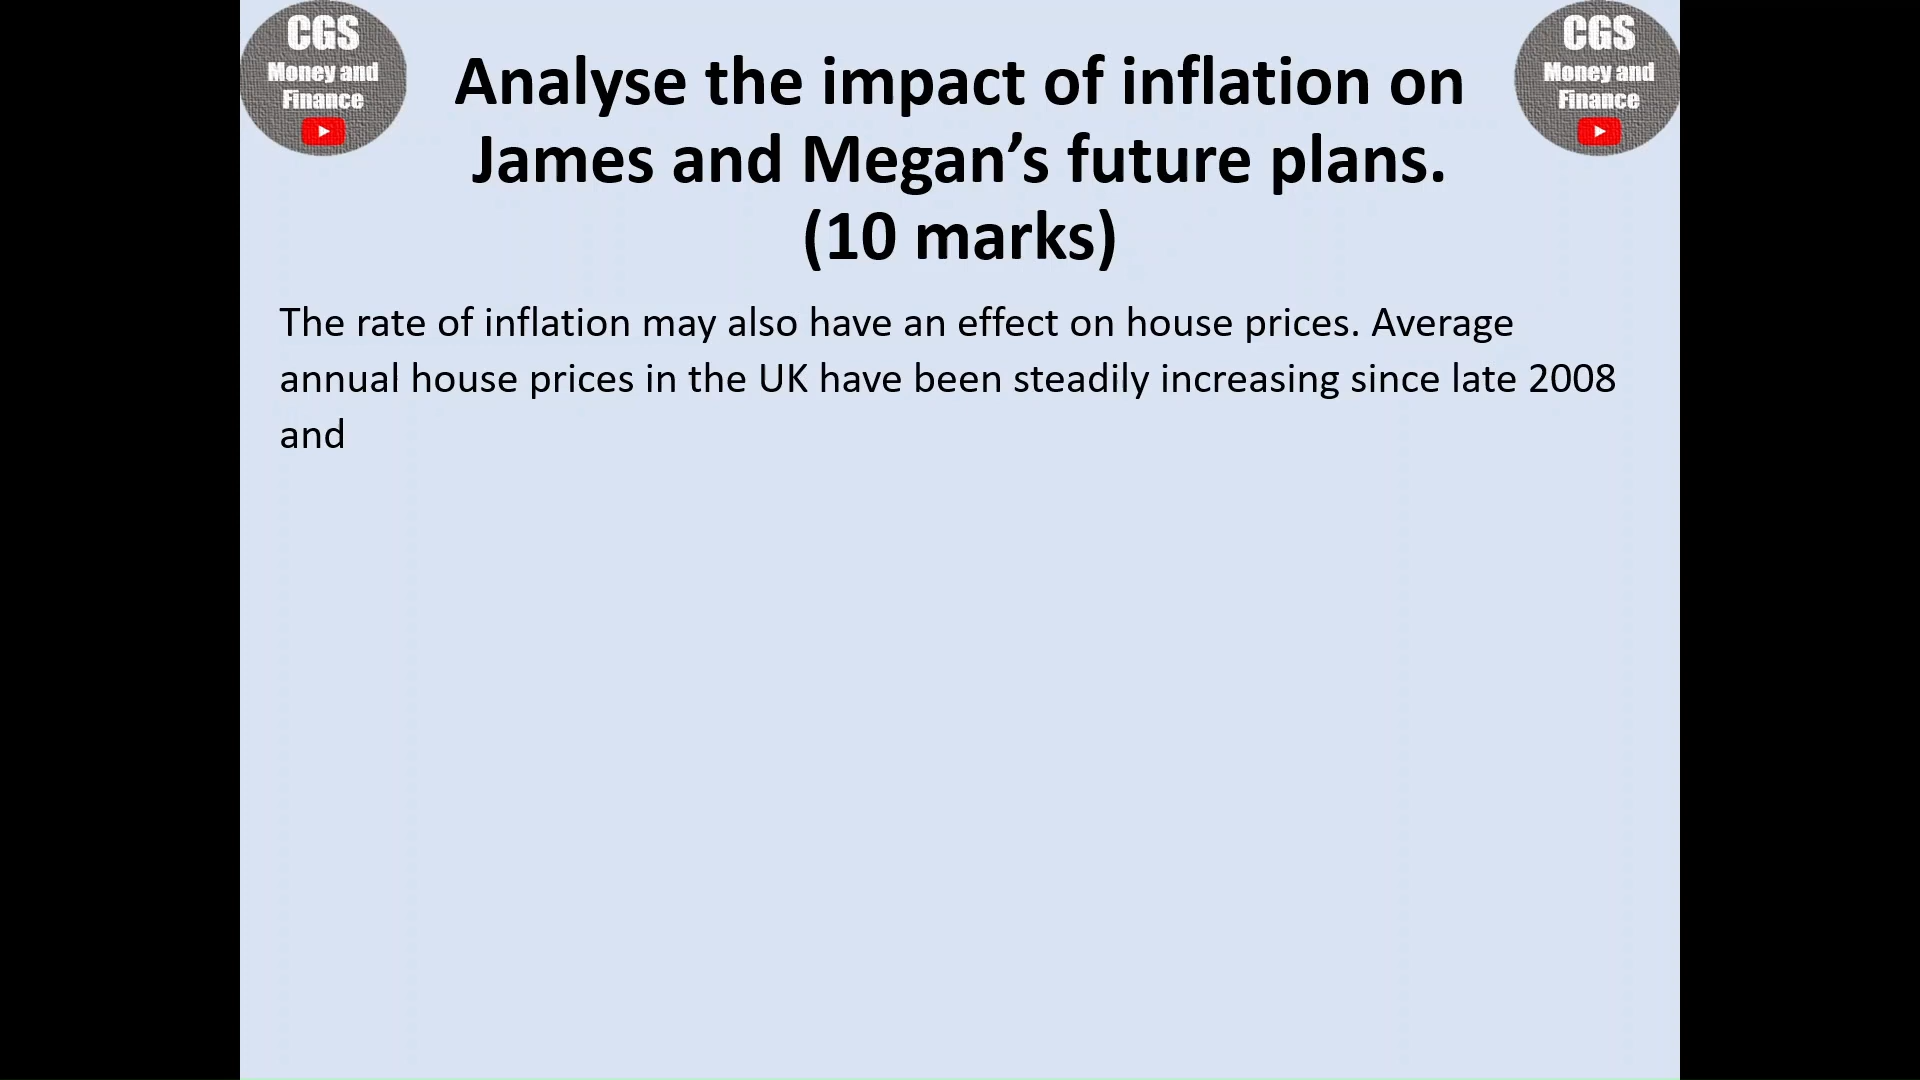 CGS
Money and
Finance
CGS
Money and
Finance
Analyse the impact of inflation on
James and Megan’s future plans.
(10 marks)
The rate of inflation may also have an effect on house prices. Average
annual house prices in the UK have been steadily increasing since late 2008
and